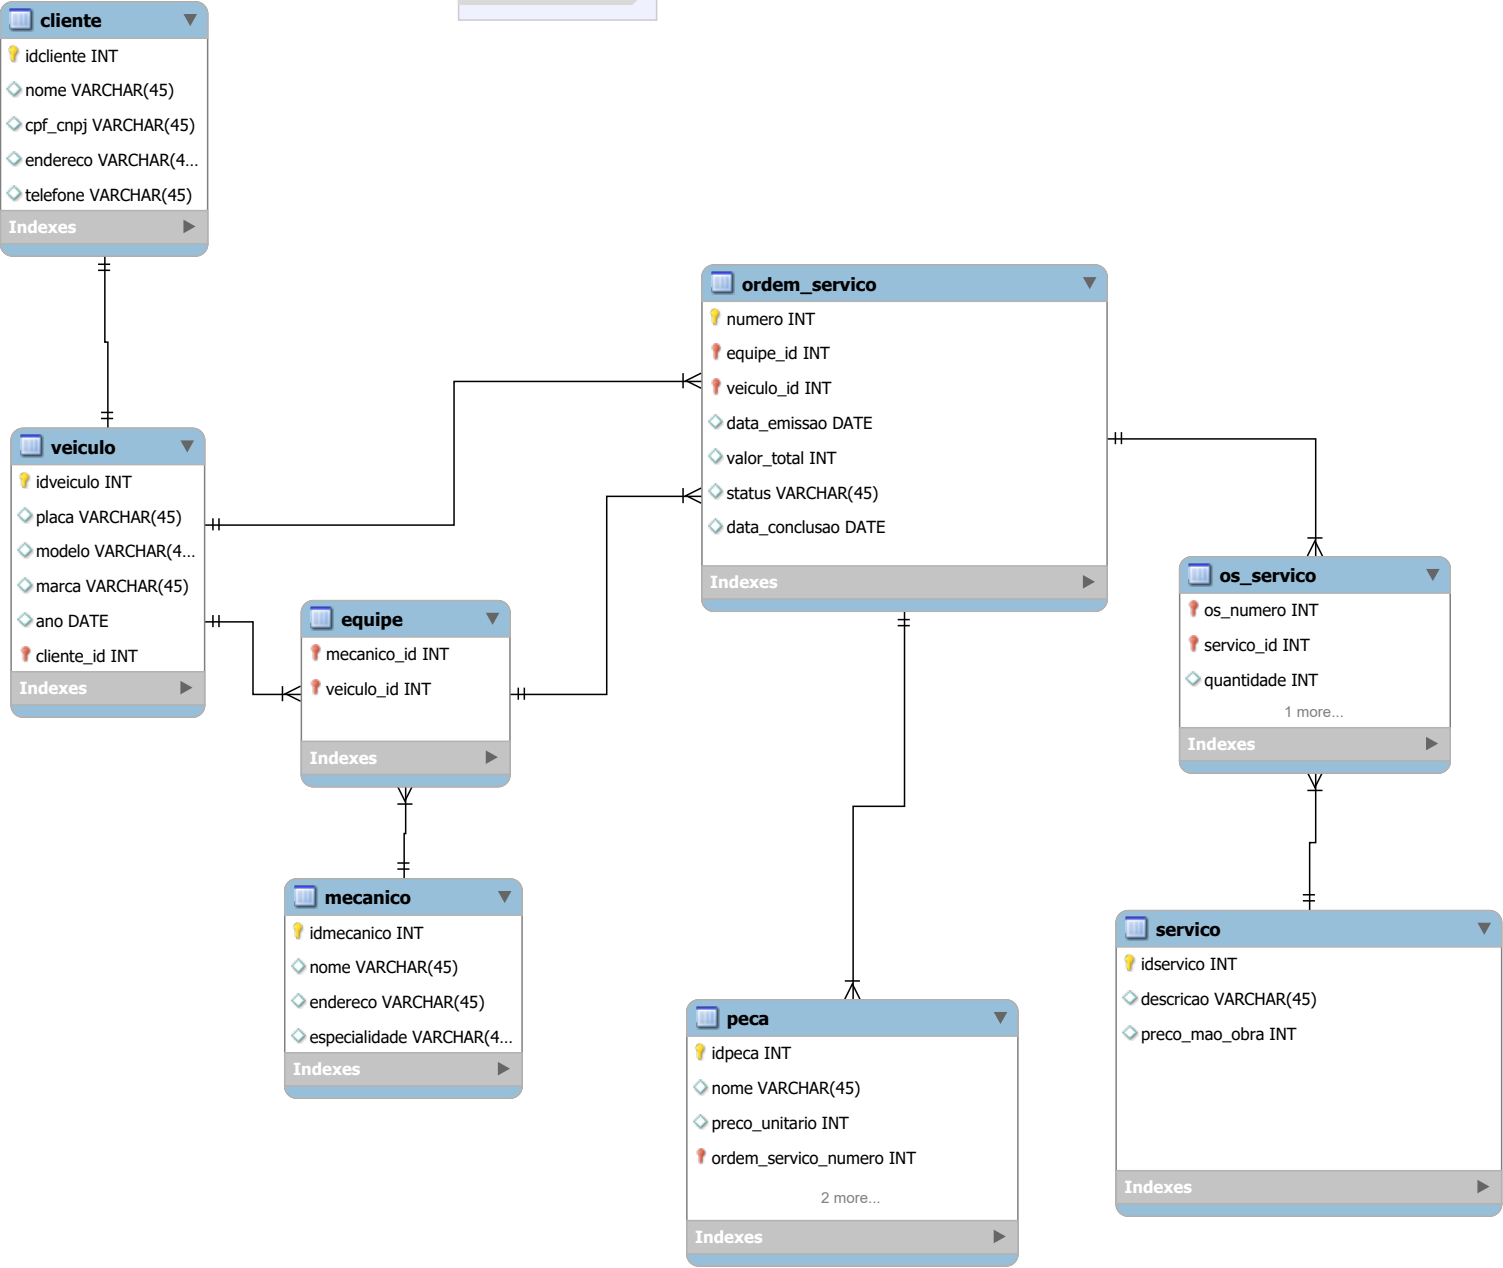 cliente
idcliente INT
nome VARCHAR(45)
cpf_cnpj VARCHAR(45)
endereco VARCHAR(4...
telefone VARCHAR(45)
Indexes
veiculo
idveiculo INT
placa VARCHAR(45)
modelo VARCHAR(4...
marca VARCHAR(45)
ano DATE
cliente_id INT
Indexes
equipe
mecanico_id INT
veiculo_id INT
Indexes
mecanico
idmecanico INT
nome VARCHAR(45)
endereco VARCHAR(45)
especialidade VARCHAR(4...
Indexes
ordem_servico
numero INT
equipe_id INT
veiculo_id INT
data_emissao DATE
valor_total INT
status VARCHAR(45)
data_conclusao DATE
Indexes
peca
idpeca INT
nome VARCHAR(45)
preco_unitario INT
ordem_servico_numero INT
2 more...
Indexes
os_servico
os_numero INT
servico_id INT
quantidade INT
1 more...
Indexes
servico
idservico INT
descricao VARCHAR(45)
preco_mao_obra INT
Indexes